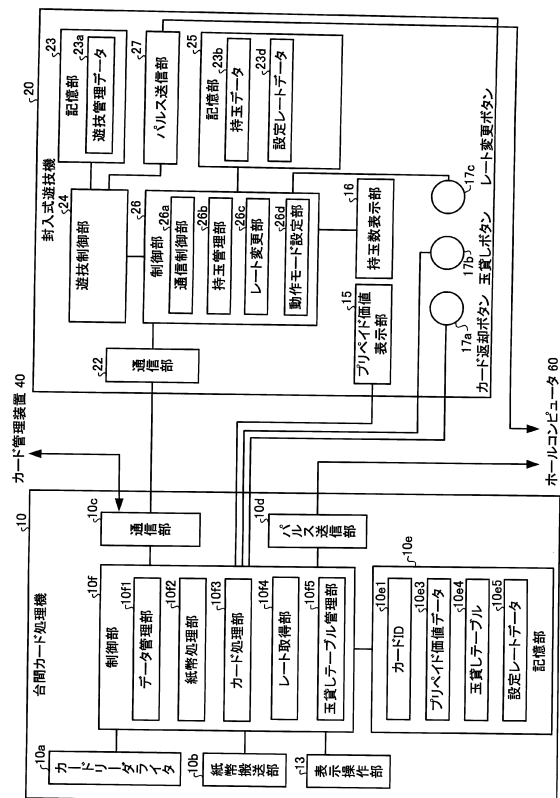 カード管理装置 40
10
台間カード処理機
10a
カードリーダライタ
10b
紙幣搬送部
13
表示操作部
10f
制御部
10f1
データ管理部
10f2
紙幣処理部
10f3
カード処理部
10f4
レート取得部
10f5
玉貸しテーブル管理部
10c
通信部
10d
パルス送信部
10e
10e1
カードID
10e3
プリペイド価値データ
10e4
玉貸しテーブル
10e5
設定レートデータ
記憶部
20
封入式遊技機
22
通信部
24
遊技制御部
23
記憶部
23a
遊技管理データ
27
パルス送信部
26
制御部
26a
通信制御部
26b
持玉管理部
26c
レート変更部
26d
動作モード設定部
25
記憶部
23b
持玉データ
23d
設定レートデータ
15
プリペイド価値
表示部
16
持玉数表示部
17a
カード返却ボタン
17b
玉貸しボタン
17c
レート変更ボタン
ホールコンピュータ 60